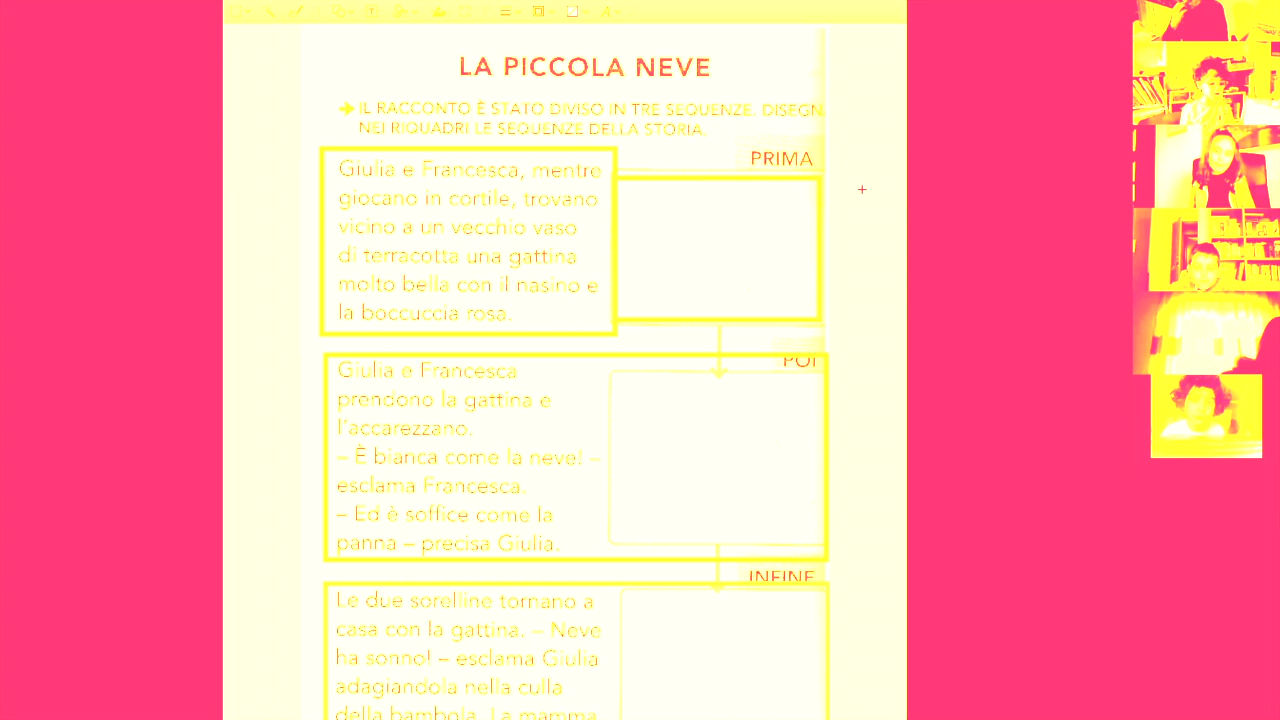 LA PICCOLA NEVE
IL RACCONTO È STATO DIVISO IN TRE SEQUENZE. DISEGN
NEI RIQUADRI LE SEQUENZE DELLA STORIA.
PRIMA
Giulia e Francesca, mentre
giocano in cortile, trovano
vicino a un vecchio vaso
di terracotta una gattina
molto bella con il nasino e
la boccuccia rosa.
POI
Giulia e Francesca
prendono la gattina e
l'accarezzano.
– È bianca come la neve! –
esclama Francesca.
– Ed è soffice come la
panna – precisa Giulia.
INFINE
Le due sorelline tornano a
casa con la gattina. – Neve
ha sonno! – esclama Giulia
adagiandola nella culla
della bambola. La mamma